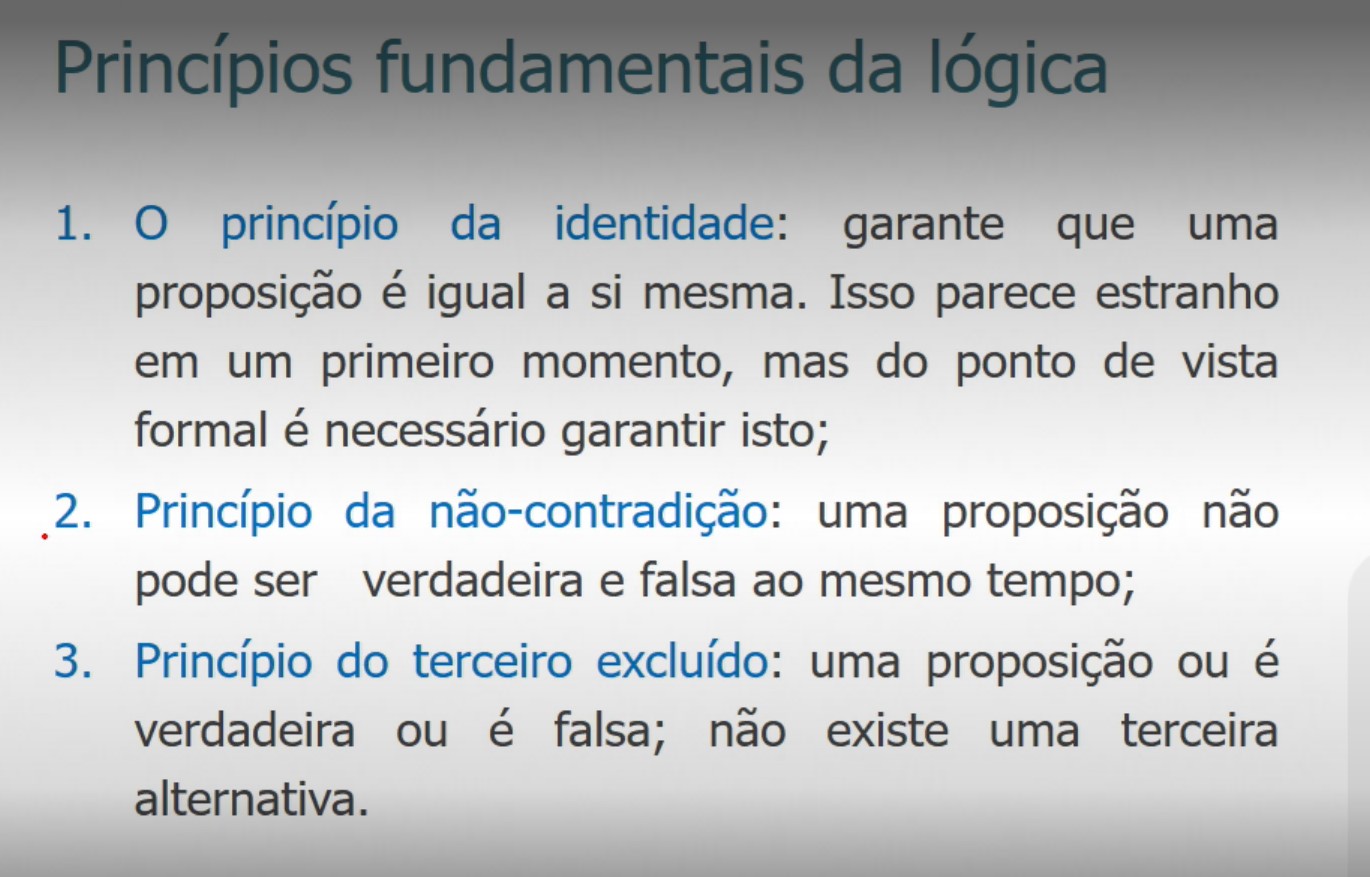 Princípios fundamentais da lógica
1. O princípio da identidade: garante que uma
proposição é igual a si mesma. Isso parece estranho
em um primeiro momento, mas do ponto de vista
formal é necessário garantir isto;
2. Princípio da não-contradição: uma proposição não
pode ser verdadeira e falsa ao mesmo tempo;
3. Princípio do terceiro excluído: uma proposição ou é
verdadeira ou é falsa; não existe uma terceira
alternativa.